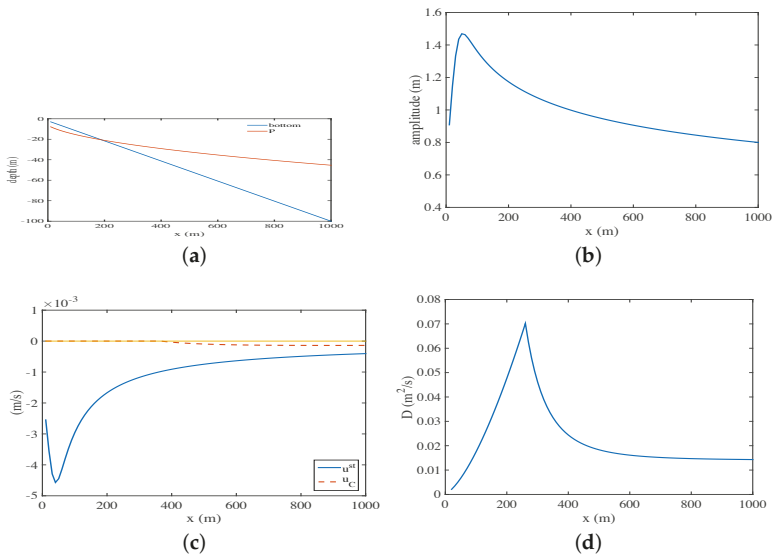 0
-20
-40
-60
-80
-100
depth (m)
bottom
P
0 200 400 600 800 1000
x (m)
(a)
1.6
1.4
1.2
1
0.8
0.6
0.4
amplitude (m)
0 200 400 600 800 1000
x (m)
(b)
×10-3
1
0
-1
-2
-3
-4
-5
(m/s)
ust
uC
0 200 400 600 800 1000
x (m)
(c)
0.08
0.07
0.06
0.05
0.04
0.03
0.02
0.01
0
D (m2/s)
0 200 400 600 800 1000
x (m)
(d)